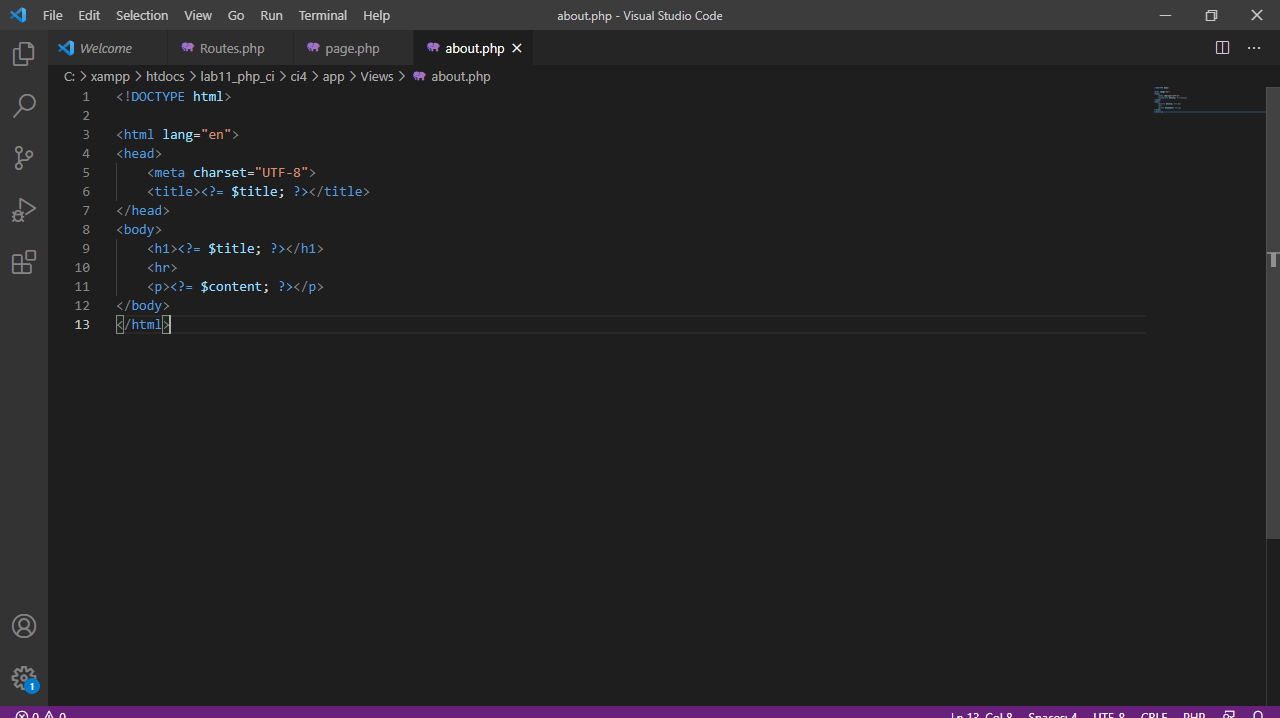 File Edit Selection View Go Run Terminal Help about.php - Visual Studio Code
Welcome Routes.php page.php about.php
C: > xampp > htdocs > lab11_php_ci > ci4 > app > Views > about.php
1 <!DOCTYPE html>
2
3 <html lang="en">
4 <head>
5 <meta charset="UTF-8">
6 <title><?= $title; ?></title>
7 </head>
8 <body>
9 <h1><?= $title; ?></h1>
10 <hr>
11 <p><?= $content; ?></p>
12 </body>
13 </html>
1
0 0 Ln 13, Col 8 Spaces: 4 UTF-8 CRLF PHP